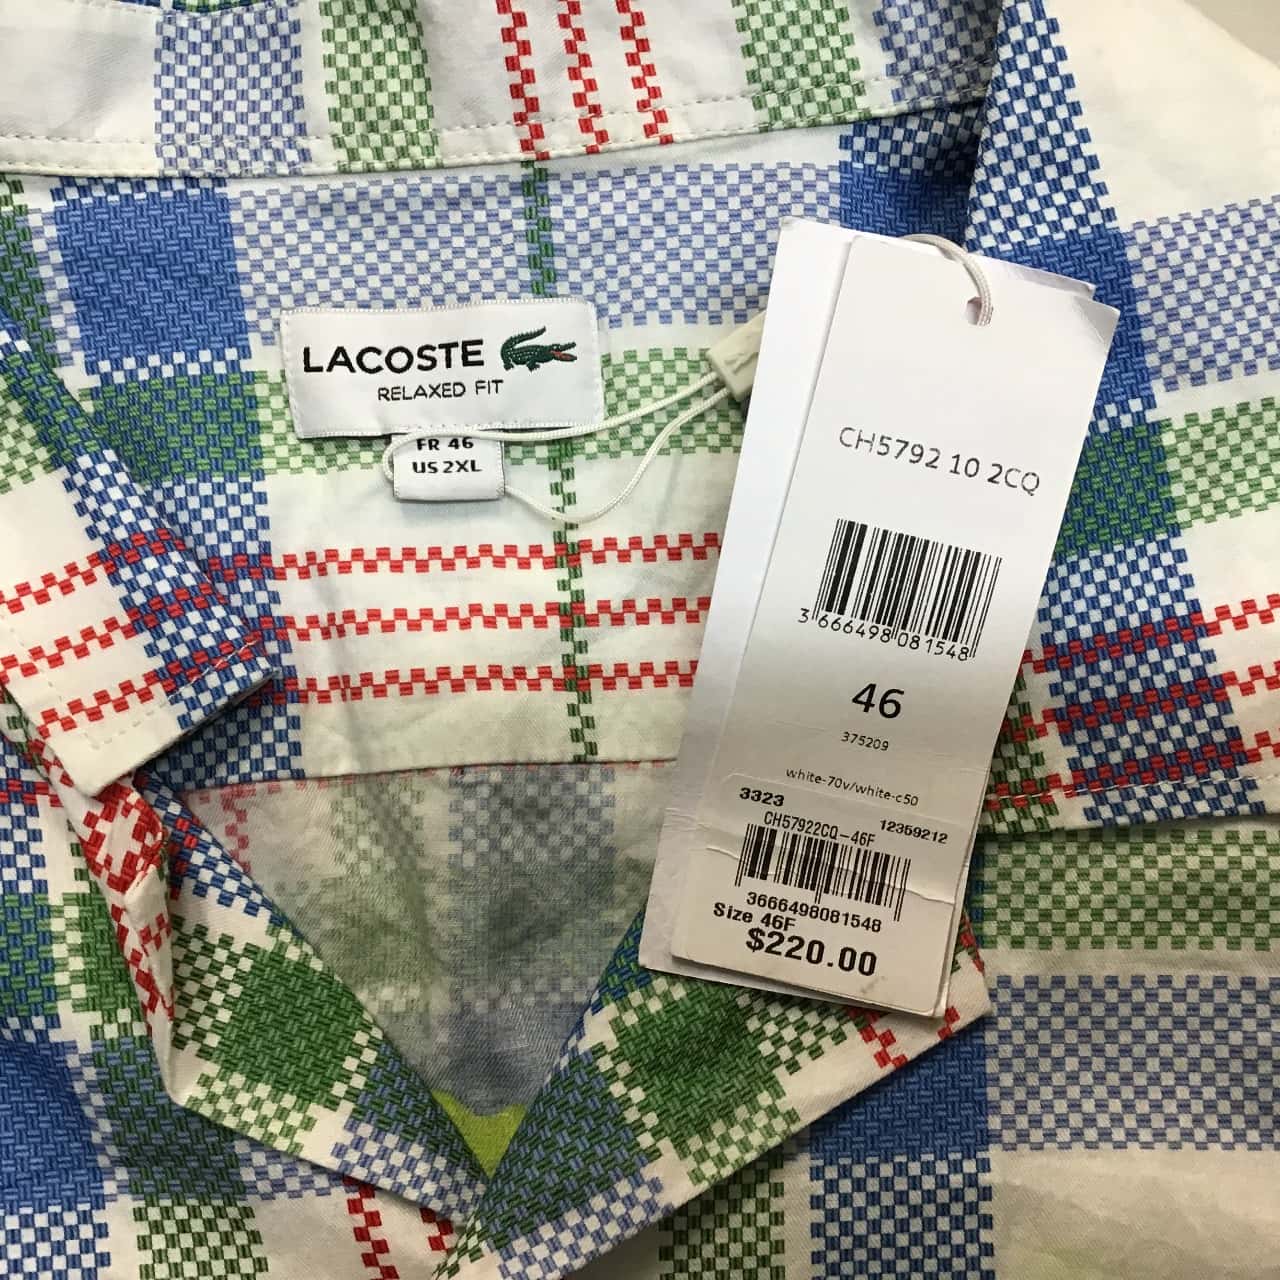 LACOSTE
RELAXED FIT
FR 46
US 2XL
CH5792 10 2CQ
3 666498 081548
46
375209
white-70v/white-c50
3323
12359212
CH57922CQ-46F
3666498081548
Size 46F
$220.00